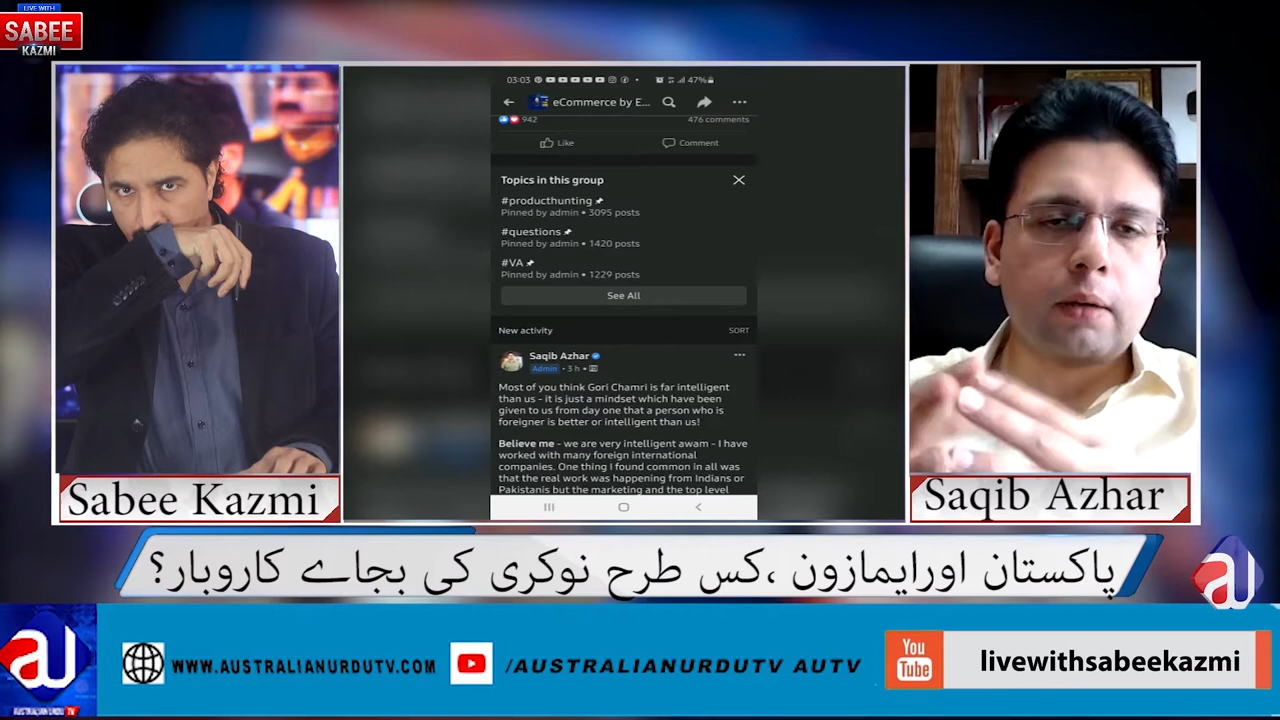 LIVE WITH
SABEE
KAZMI
03:03
47%
eCommerce by E...
942
476 comments
Like
Comment
Topics in this group
#producthunting
Pinned by admin • 3095 posts
#questions
Pinned by admin • 1420 posts
#VA
Pinned by admin • 1229 posts
See All
New activity
SORT
Saqib Azhar
Admin • 3 h •
Most of you think Gori Chamri is far intelligent
than us - it is just a mindset which have been
given to us from day one that a person who is
foreigner is better or intelligent than us!
Believe me - we are very intelligent awam - I have
worked with many foreign international
companies. One thing I found common in all was
that the real work was happening from Indians or
Pakistanis but the marketing and the top level
Sabee Kazmi
Saqib Azhar
پاکستان اورایمازون ،کس طرح نوکری کی بجاے کاروبار؟
au
au
AUSTRALIAN URDU TV
WWW.AUSTRALIANURDUTV.COM
/AUSTRALIANURDUTV AUTV
You
Tube
livewithsabeekazmi